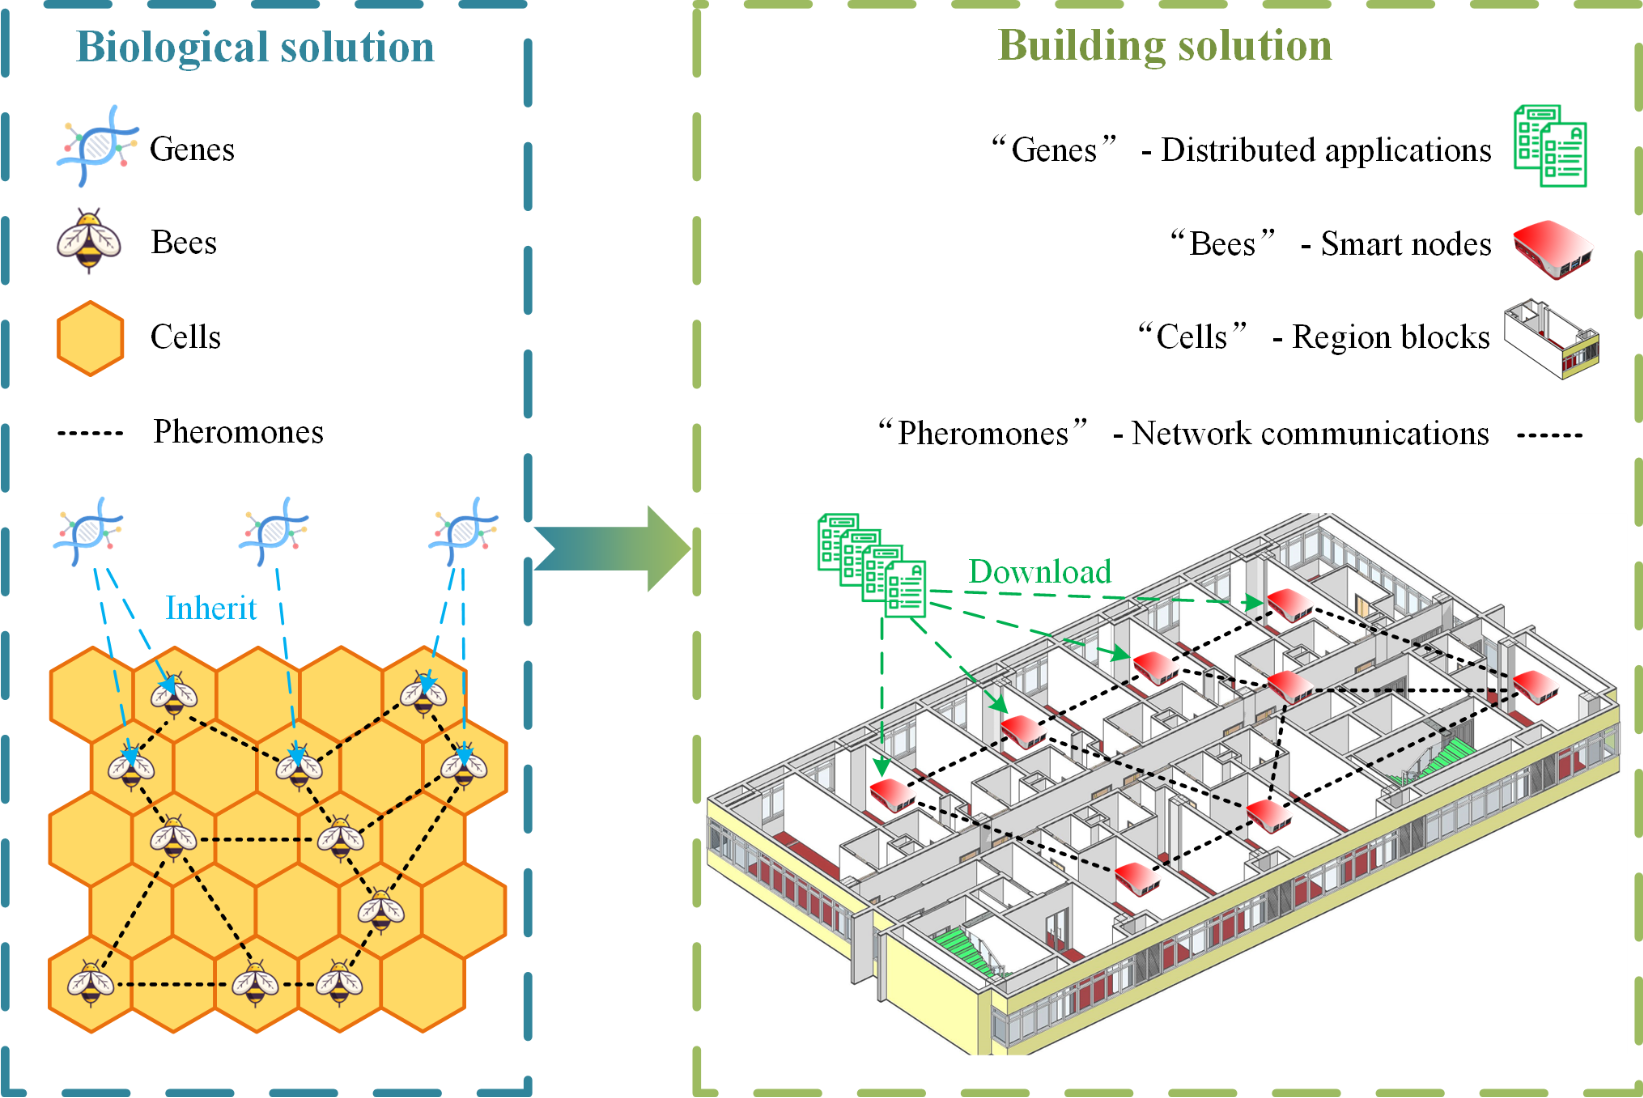 Biological solution
Genes
Bees
Cells
Pheromones
Inherit
Building solution
“Genes” - Distributed applications
“Bees” - Smart nodes
“Cells” - Region blocks
“Pheromones” - Network communications
Download